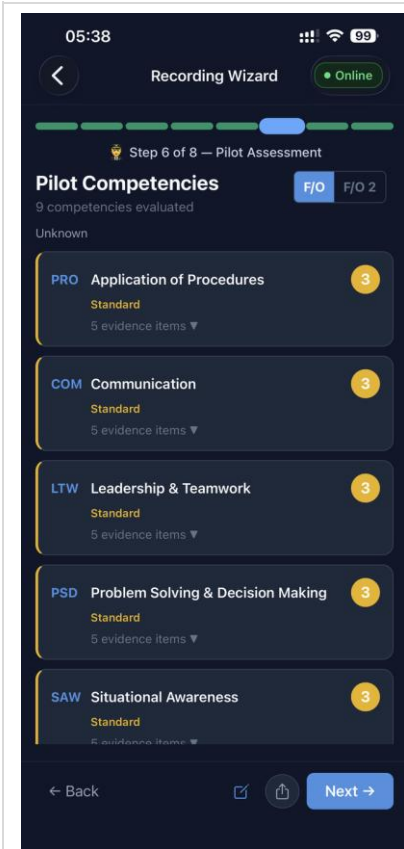 05:38
99
Recording Wizard
Online
Step 6 of 8 — Pilot Assessment
Pilot Competencies
F/O
F/O 2
9 competencies evaluated
Unknown
PRO Application of Procedures 3
Standard
5 evidence items ▼
COM Communication 3
Standard
5 evidence items ▼
LTW Leadership & Teamwork 3
Standard
5 evidence items ▼
PSD Problem Solving & Decision Making 3
Standard
5 evidence items ▼
SAW Situational Awareness 3
Standard
5 evidence items ▼
← Back
Next →